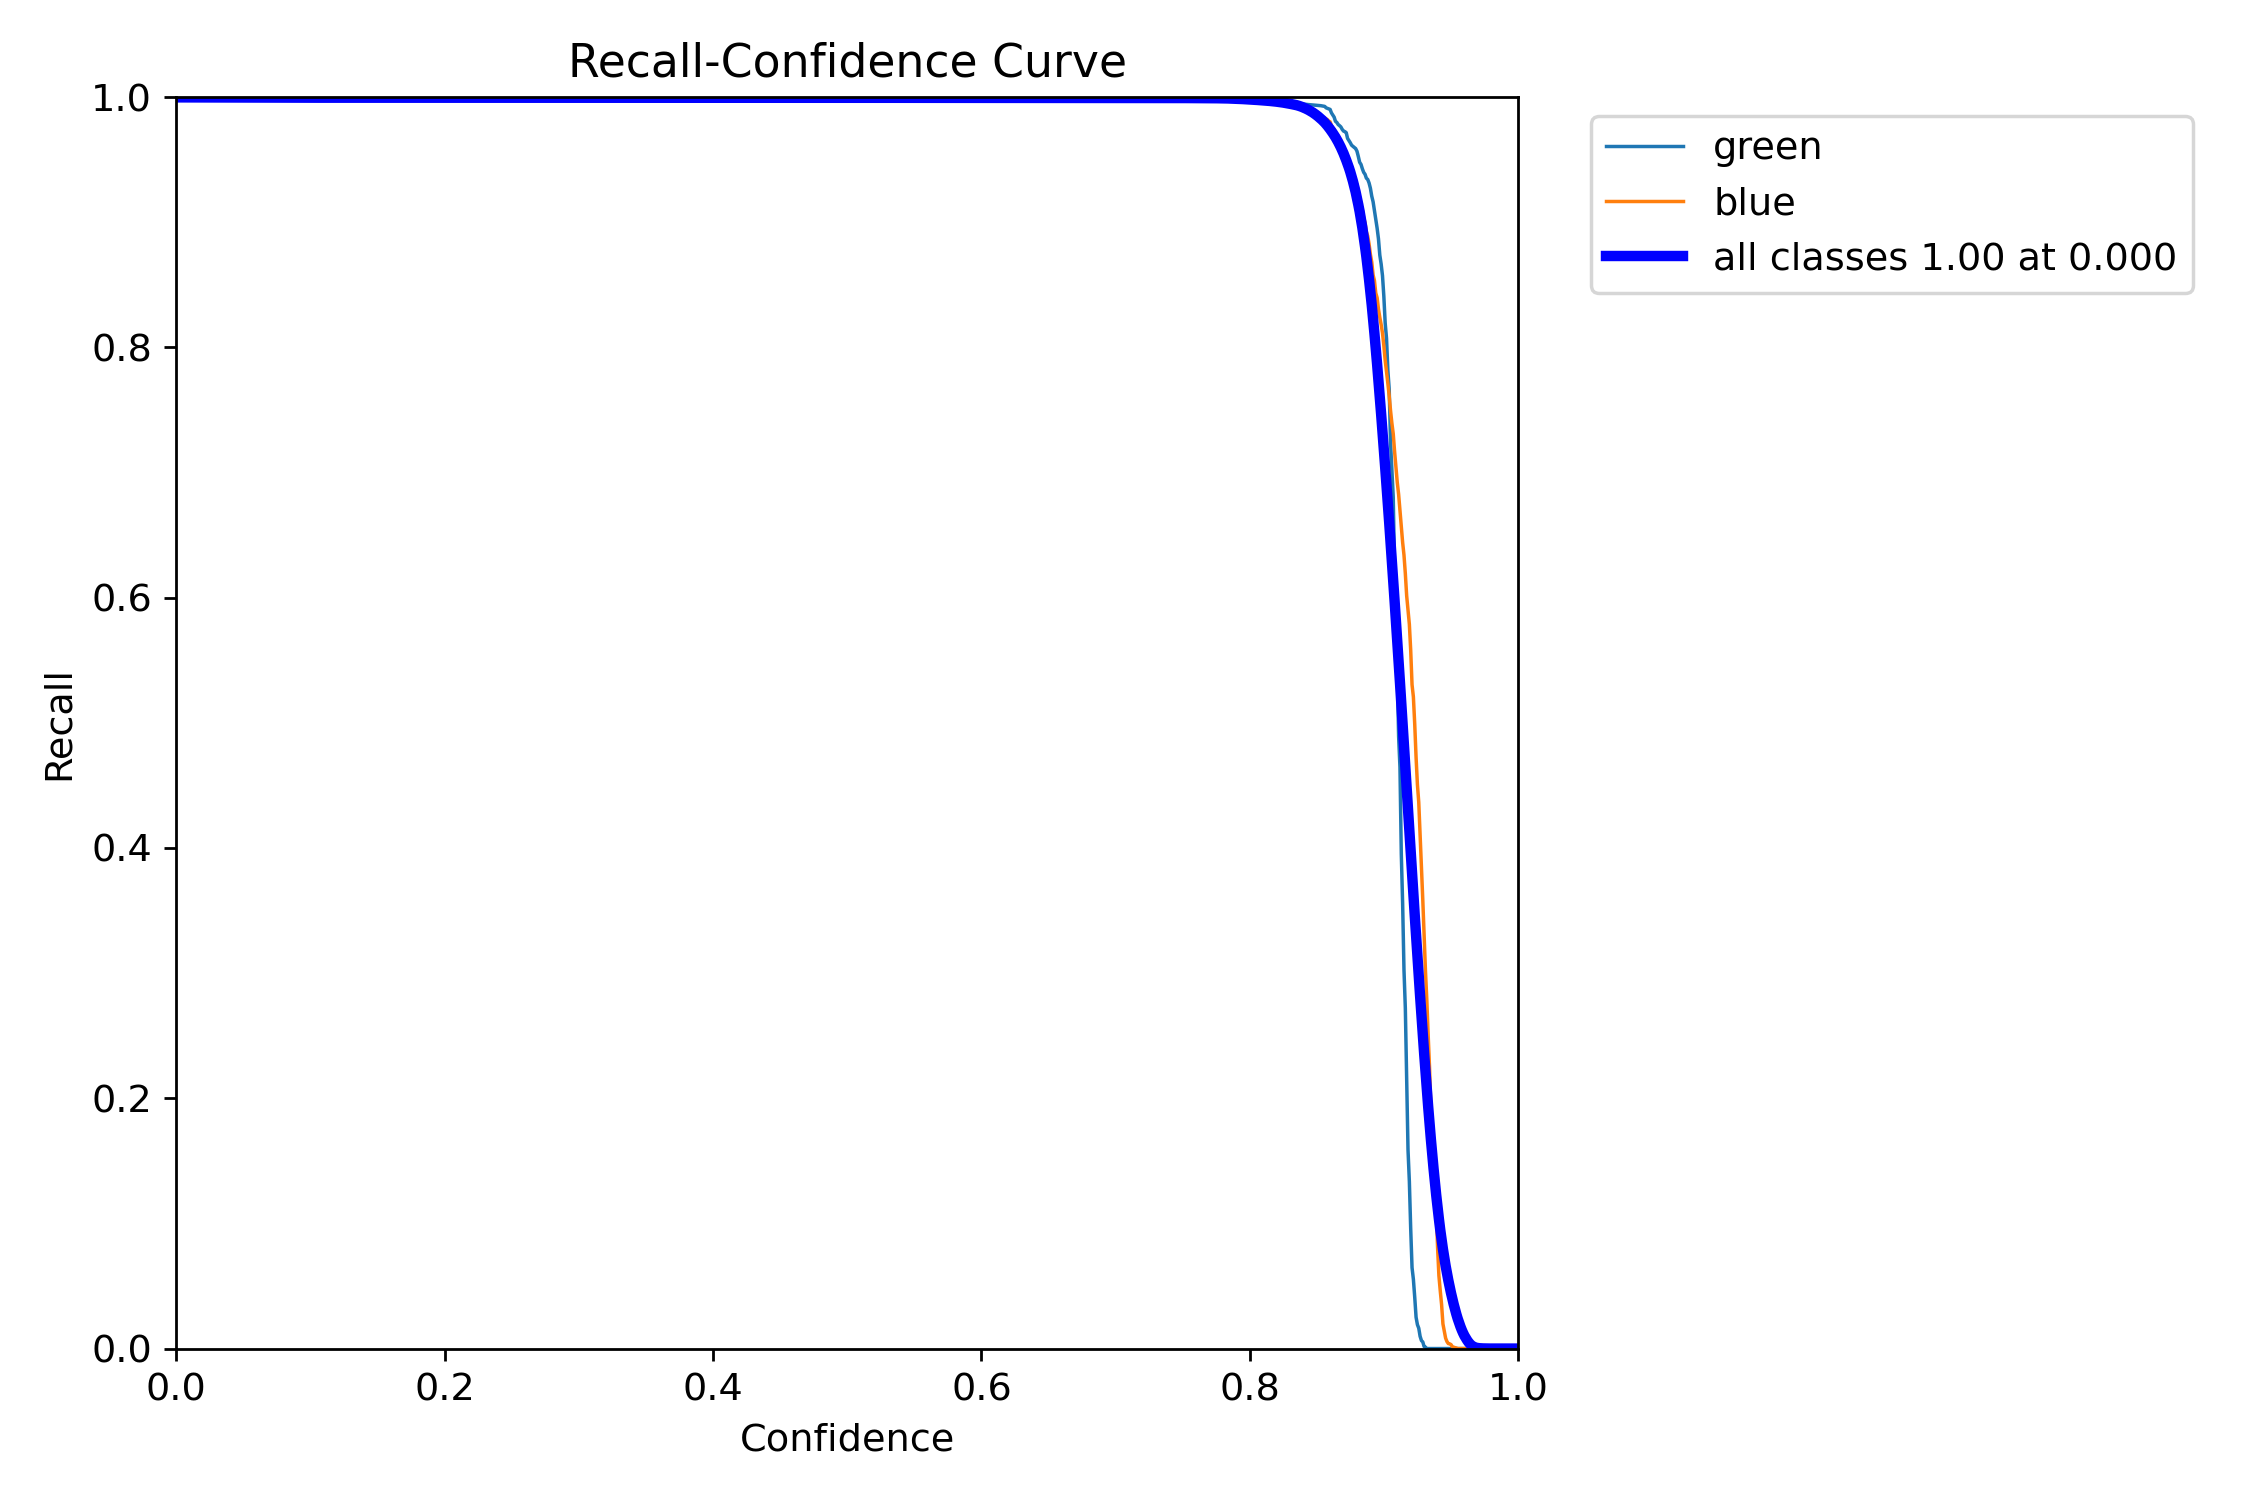 Recall-Confidence Curve
1.0
0.8
0.6
0.4
0.2
0.0
Recall
0.0 0.2 0.4 0.6 0.8 1.0
Confidence
green
blue
all classes 1.00 at 0.000